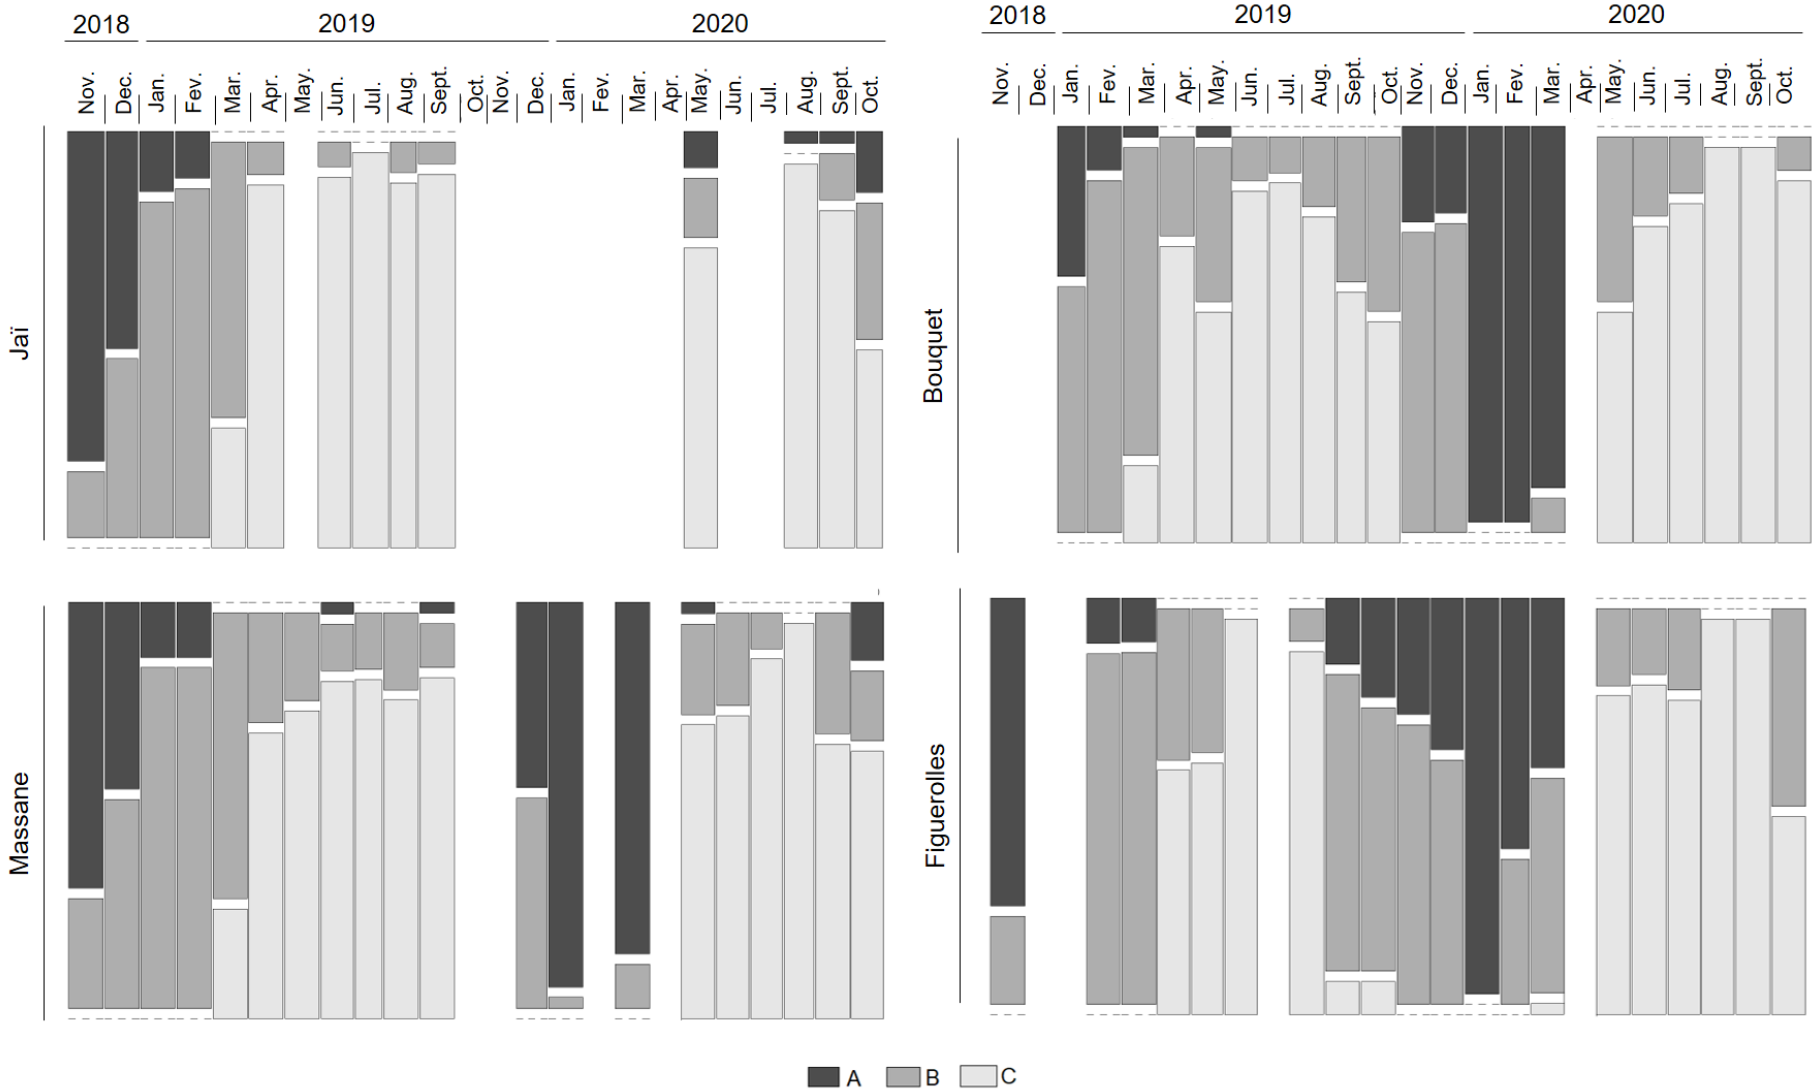 2018 2019 2020
Nov. Dec. Jan. Fev. Mar. Apr. May. Jun. Jul. Aug. Sept. Oct. Nov. Dec. Jan. Fev. Mar. Apr. May. Jun. Jul. Aug. Sept. Oct.
Jaï
2018 2019 2020
Nov. Dec. Jan. Fev. Mar. Apr. May. Jun. Jul. Aug. Sept. Oct. Nov. Dec. Jan. Fev. Mar. Apr. May. Jun. Jul. Aug. Sept. Oct.
Bouquet
Massane
Figuerolles
A B C